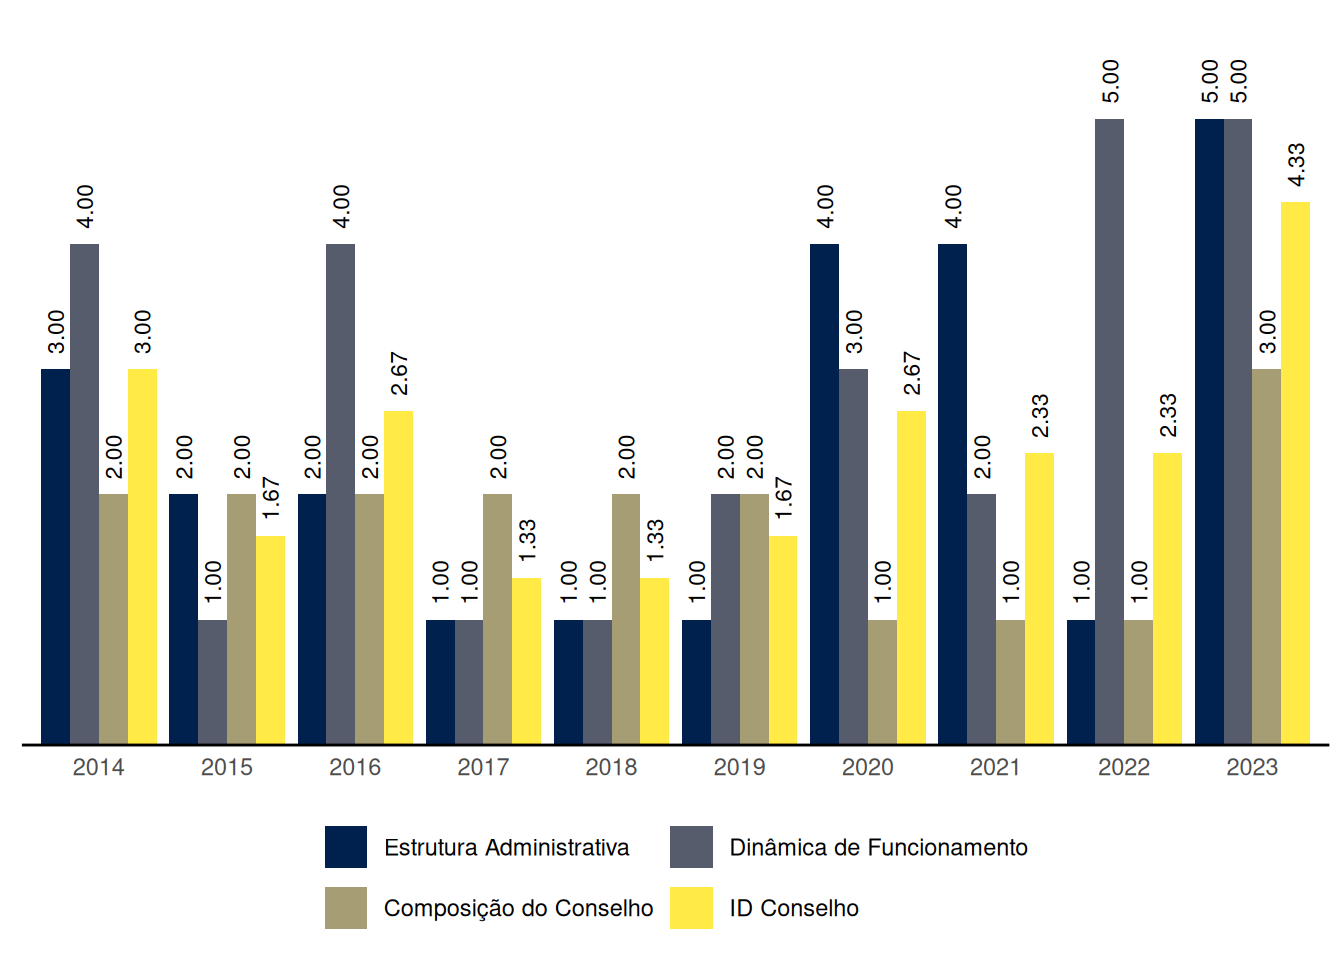 3.00 4.00 2.00 3.00 2.00 1.00 2.00 1.67 2.00 4.00 2.00 2.67 1.00 1.00 2.00 1.33 1.00 1.00 2.00 1.33 1.00 2.00 2.00 1.67 4.00 3.00 1.00 2.67 4.00 2.00 1.00 2.33 1.00 5.00 1.00 2.33 5.00 5.00 3.00 4.33
2014 2015 2016 2017 2018 2019 2020 2021 2022 2023
Estrutura Administrativa Dinâmica de Funcionamento
Composição do Conselho ID Conselho